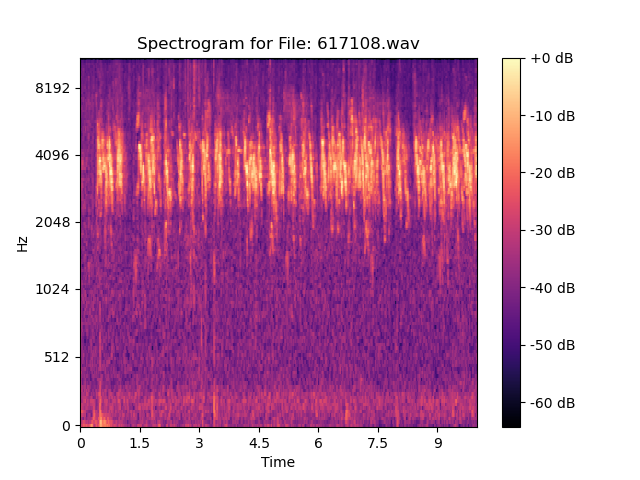 Spectrogram for File: 617108.wav
8192
4096
2048
1024
512
0
Hz
0 1.5 3 4.5 6 7.5 9
Time
+0 dB
-10 dB
-20 dB
-30 dB
-40 dB
-50 dB
-60 dB